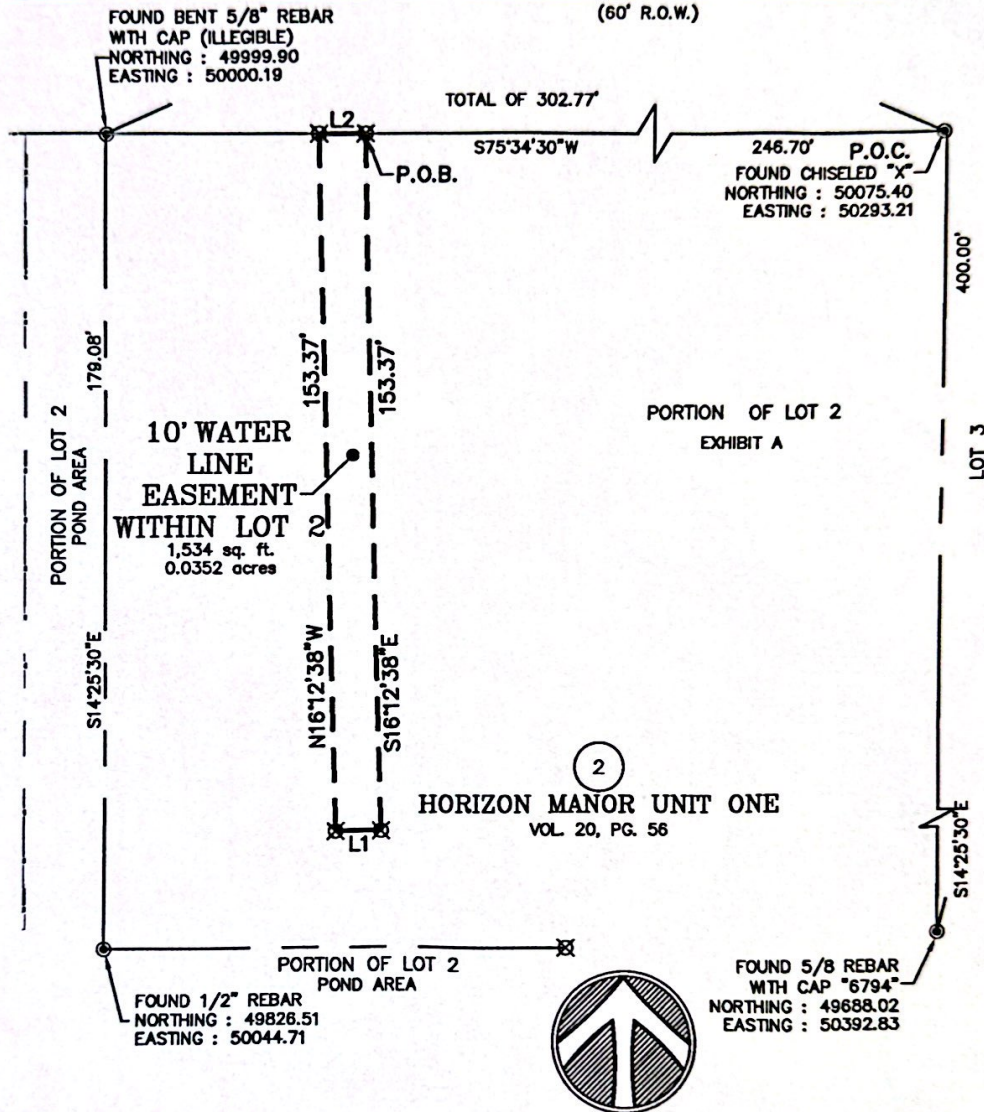 (60' R.O.W.)
FOUND BENT 5/8" REBAR
WITH CAP (ILLEGIBLE)
NORTHING : 49999.90
EASTING : 50000.19
TOTAL OF 302.77'
L2
S75°34'30"W
246.70'
P.O.C.
FOUND CHISELED "X"
NORTHING : 50075.40
EASTING : 50293.21
P.O.B.
400.00'
LOT 3
S14°25'30"E
179.08'
S14°25'30"E
PORTION OF LOT 2
POND AREA
153.37'
153.37'
N16°12'38"W
S16°12'38"E
10' WATER
LINE
EASEMENT
WITHIN LOT 2
1,534 sq. ft.
0.0352 acres
PORTION OF LOT 2
EXHIBIT A
2
HORIZON MANOR UNIT ONE
VOL. 20, PG. 56
L1
PORTION OF LOT 2
POND AREA
FOUND 1/2" REBAR
NORTHING : 49826.51
EASTING : 50044.71
FOUND 5/8 REBAR
WITH CAP "6794"
NORTHING : 49688.02
EASTING : 50392.83